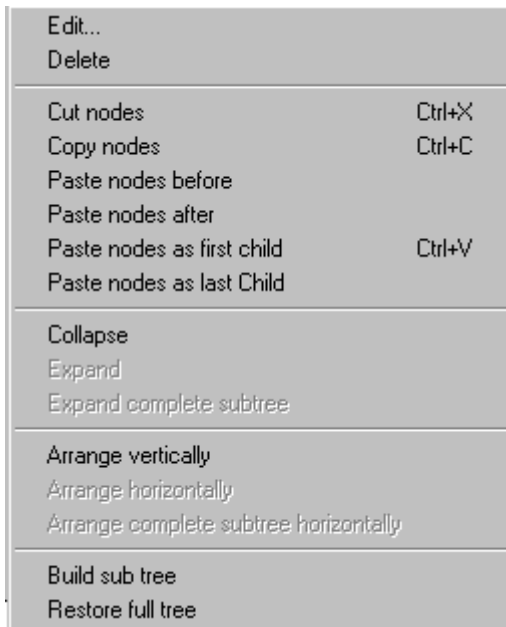 Edit...
Delete
Cut nodes Ctrl+X
Copy nodes Ctrl+C
Paste nodes before
Paste nodes after
Paste nodes as first child Ctrl+V
Paste nodes as last Child
Collapse
Expand
Expand complete subtree
Arrange vertically
Arrange horizontally
Arrange complete subtree horizontally
Build sub tree
Restore full tree